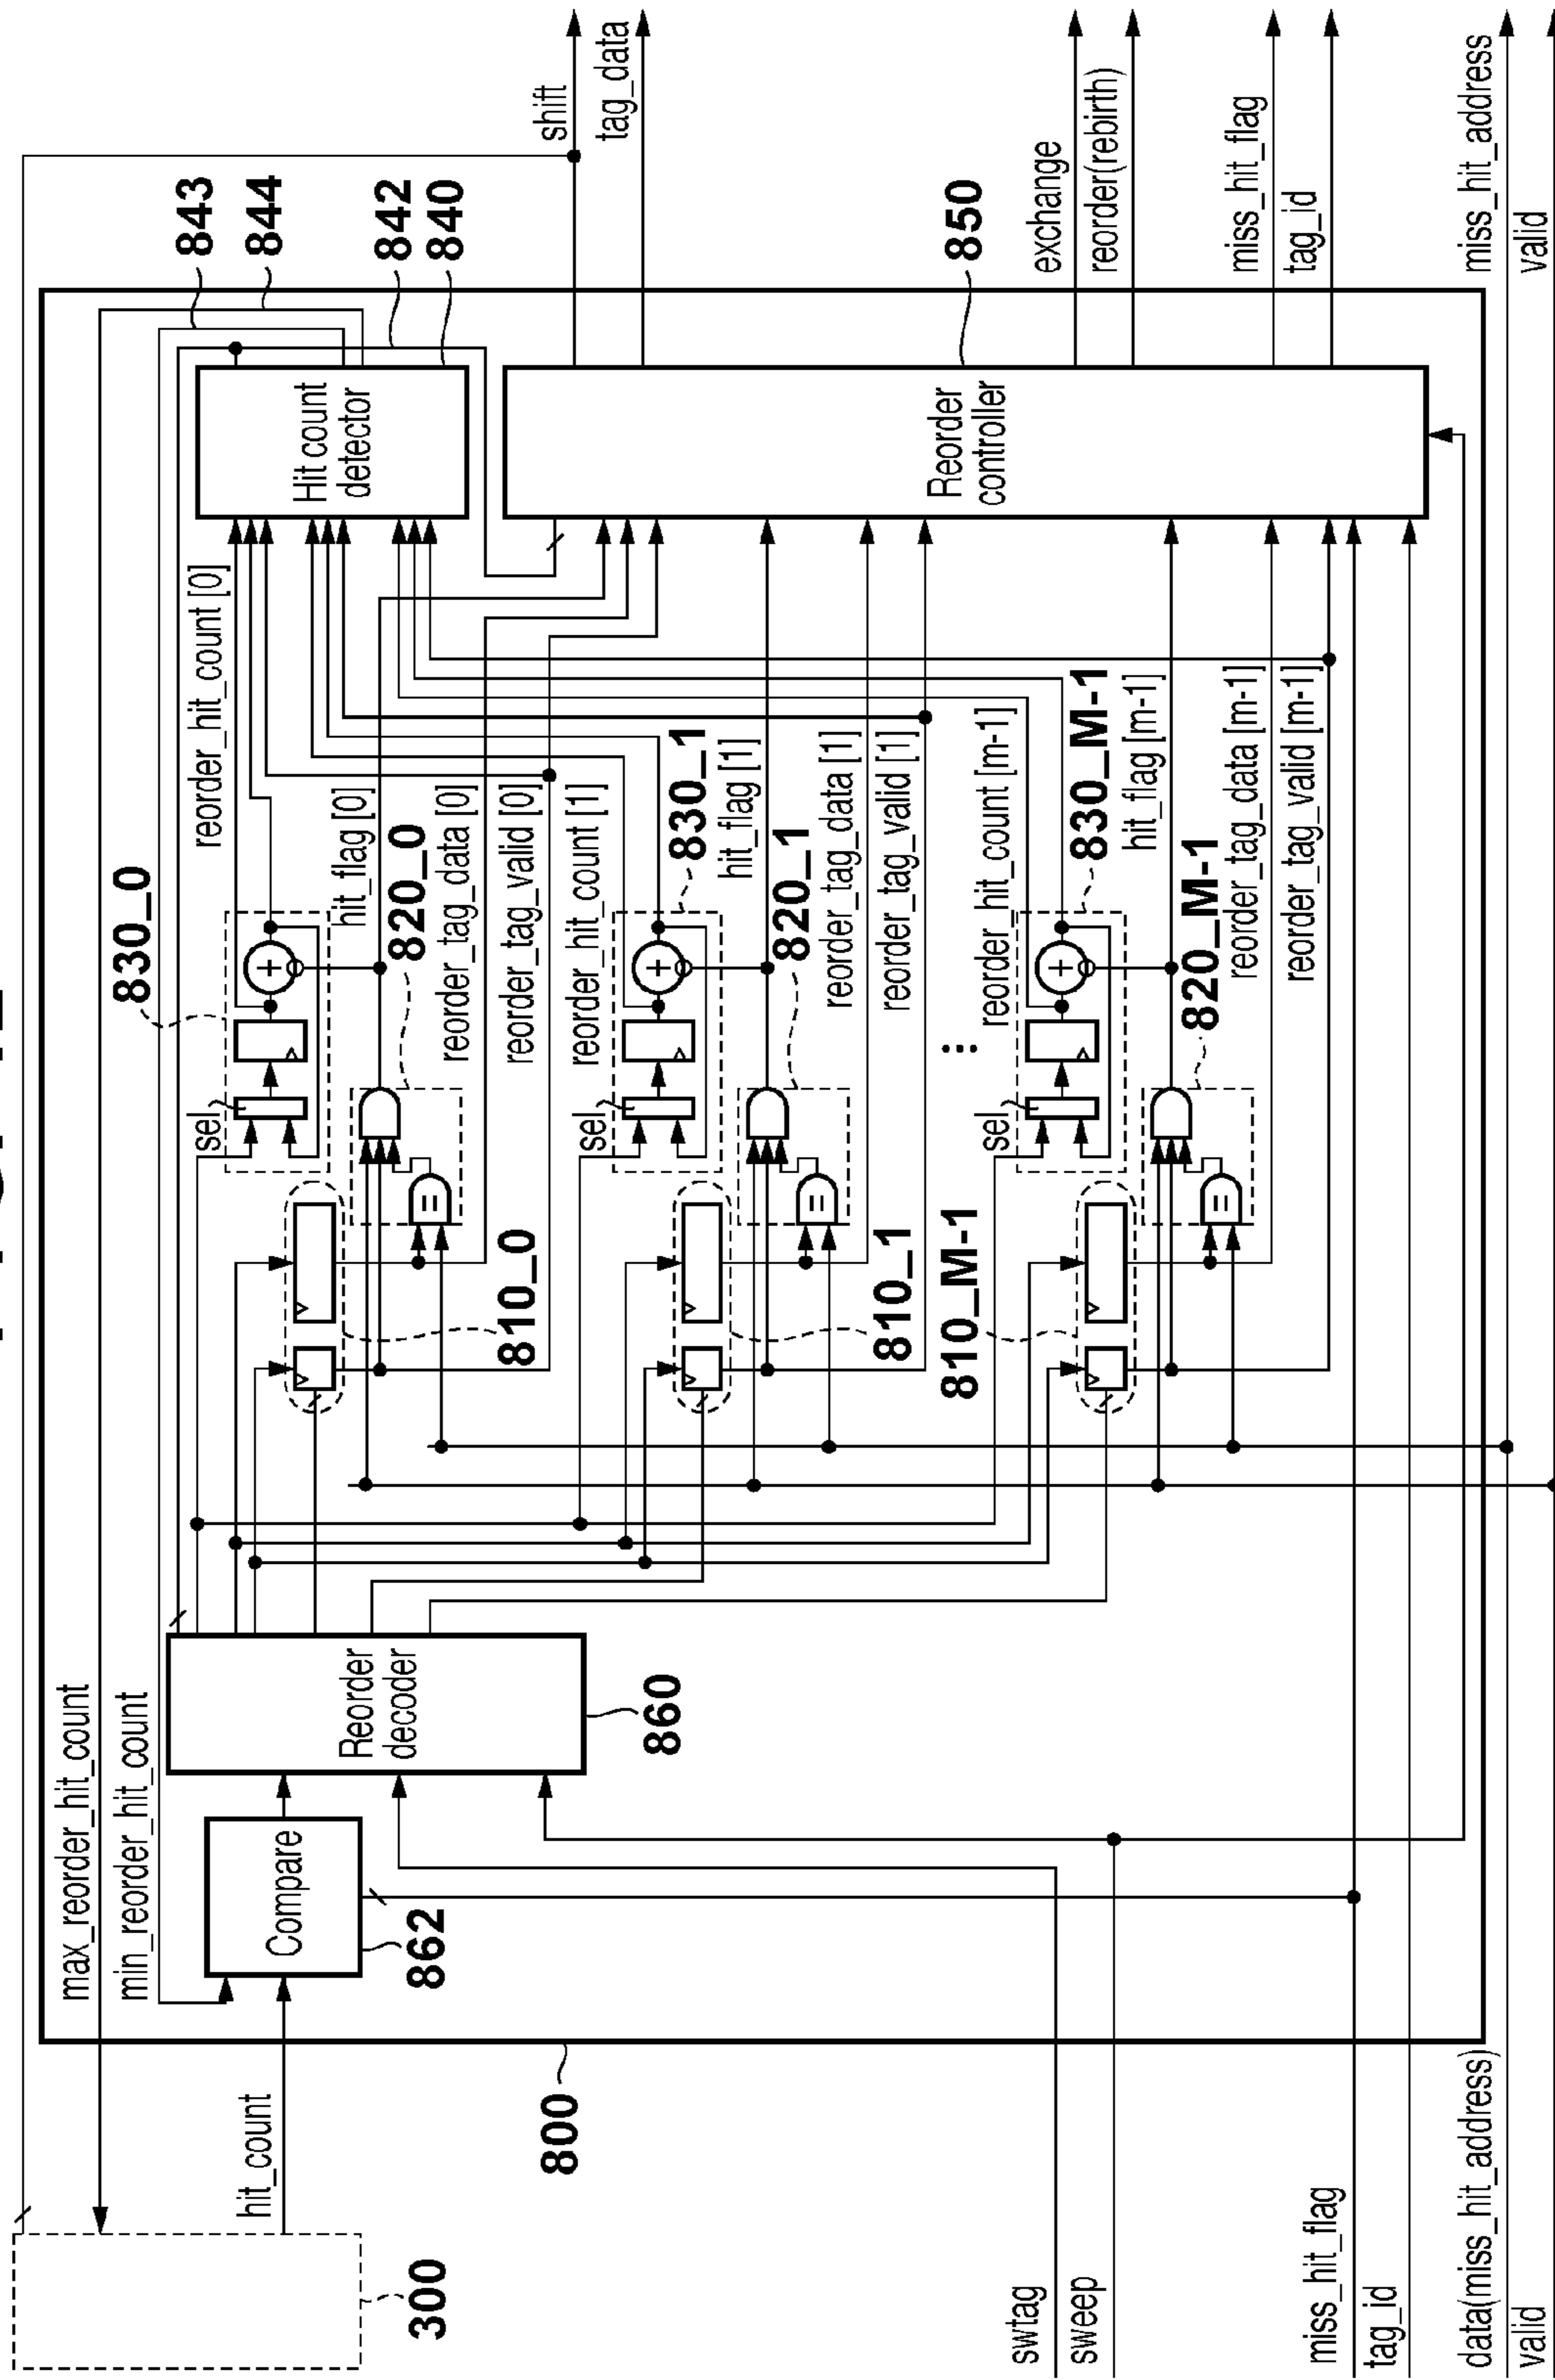 max_reorder_hit_count
min_reorder_hit_count
hit_count
300
800
Compare
862
Reorder
decoder
860
swtag
sweep
miss_hit_flag
tag_id
data(miss_hit_address)
valid
830_0
sel
reorder_hit_count [0]
hit_flag [0]
820_0
reorder_tag_data [0]
reorder_tag_valid [0]
810_0
reorder_hit_count [1]
sel
830_1
hit_flag [1]
820_1
reorder_tag_data [1]
reorder_tag_valid [1]
810_1
...
reorder_hit_count [m-1]
sel
830_M-1
hit_flag [m-1]
820_M-1
reorder_tag_data [m-1]
reorder_tag_valid [m-1]
810_M-1
Hit count
detector
843
844
842
840
Reorder
controller
850
shift
tag_data
exchange
reorder(rebirth)
miss_hit_flag
tag_id
miss_hit_address
valid